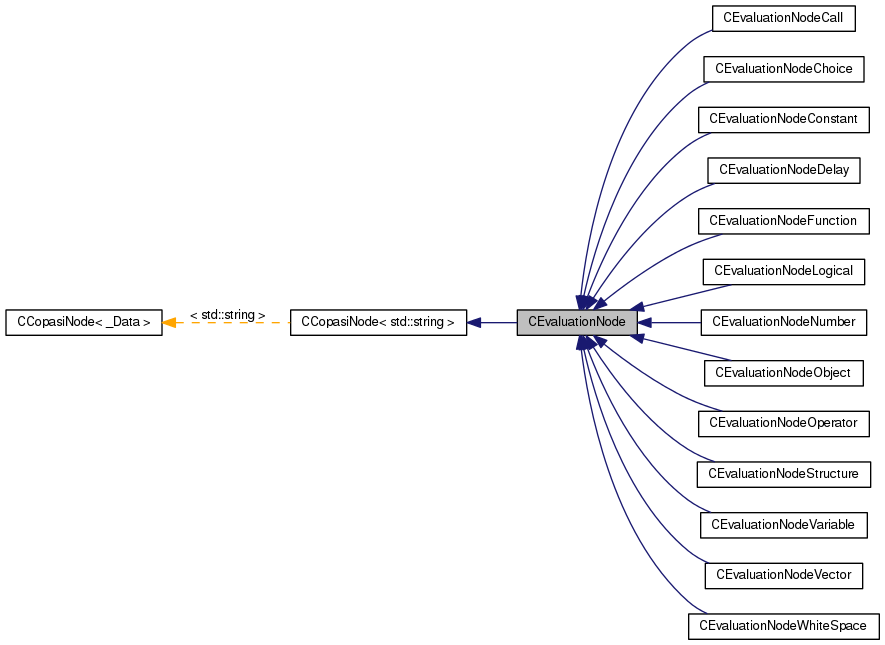 CEvaluationNodeCall
CEvaluationNodeChoice
CEvaluationNodeConstant
CEvaluationNodeDelay
CEvaluationNodeFunction
CEvaluationNodeLogical
CCopasiNode< _Data >
< std::string >
CCopasiNode< std::string >
CEvaluationNode
CEvaluationNodeNumber
CEvaluationNodeObject
CEvaluationNodeOperator
CEvaluationNodeStructure
CEvaluationNodeVariable
CEvaluationNodeVector
CEvaluationNodeWhiteSpace